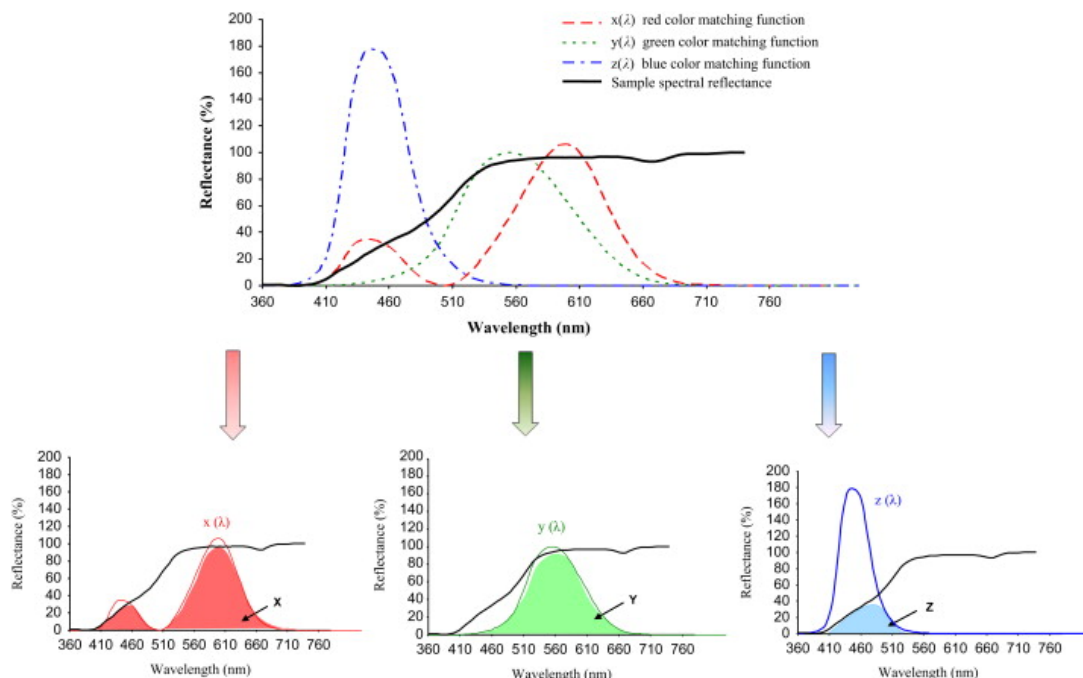 200
180
160
140
120
100
80
60
40
20
0
Reflectance (%)
x(λ) red color matching function
y(λ) green color matching function
z(λ) blue color matching function
Sample spectral reflectance
360 410 460 510 560 610 660 710 760
Wavelength (nm)
200
180
160
140
120
100
80
60
40
20
0
Reflectance (%)
x (λ)
X
360 410 460 510 560 610 660 710 760
Wavelength (nm)
200
180
160
140
120
100
80
60
40
20
0
Reflectance (%)
y (λ)
Y
360 410 460 510 560 610 660 710 760
Wavelength (nm)
200
180
160
140
120
100
80
60
40
20
0
Reflectance (%)
z (λ)
Z
360 410 460 510 560 610 660 710 760
Wavelength (nm)